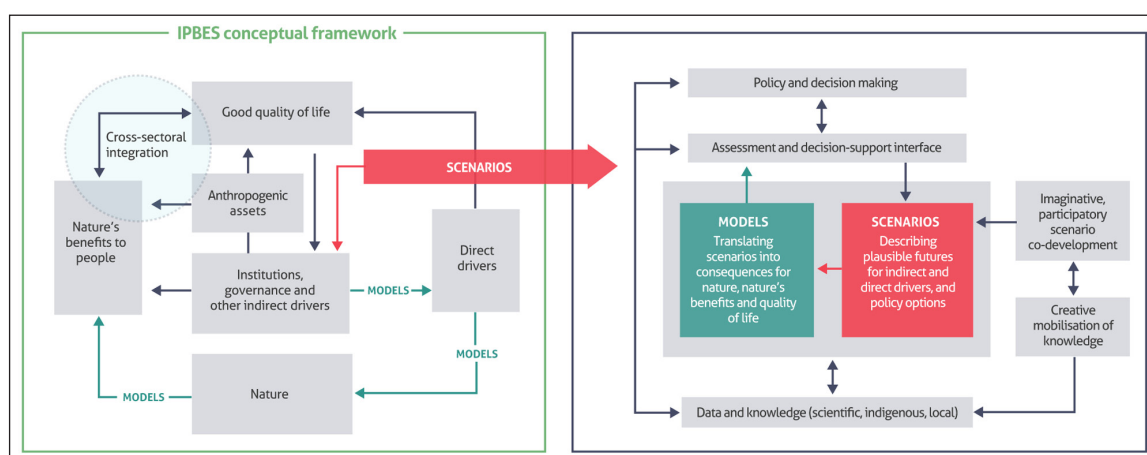 IPBES conceptual framework
Good quality of life
Cross-sectoral
integration
SCENARIOS
Anthropogenic
assets
Nature's
benefits to
people
Direct
drivers
Institutions,
governance and
other indirect drivers
MODELS
MODELS
Nature
MODELS
Policy and decision making
Assessment and decision-support interface
MODELS
Translating
scenarios into
consequences for
nature, nature's
benefits and quality
of life
SCENARIOS
Describing
plausible futures
for indirect and
direct drivers, and
policy options
Imaginative,
participatory
scenario
co-development
Creative
mobilisation of
knowledge
Data and knowledge (scientific, indigenous, local)